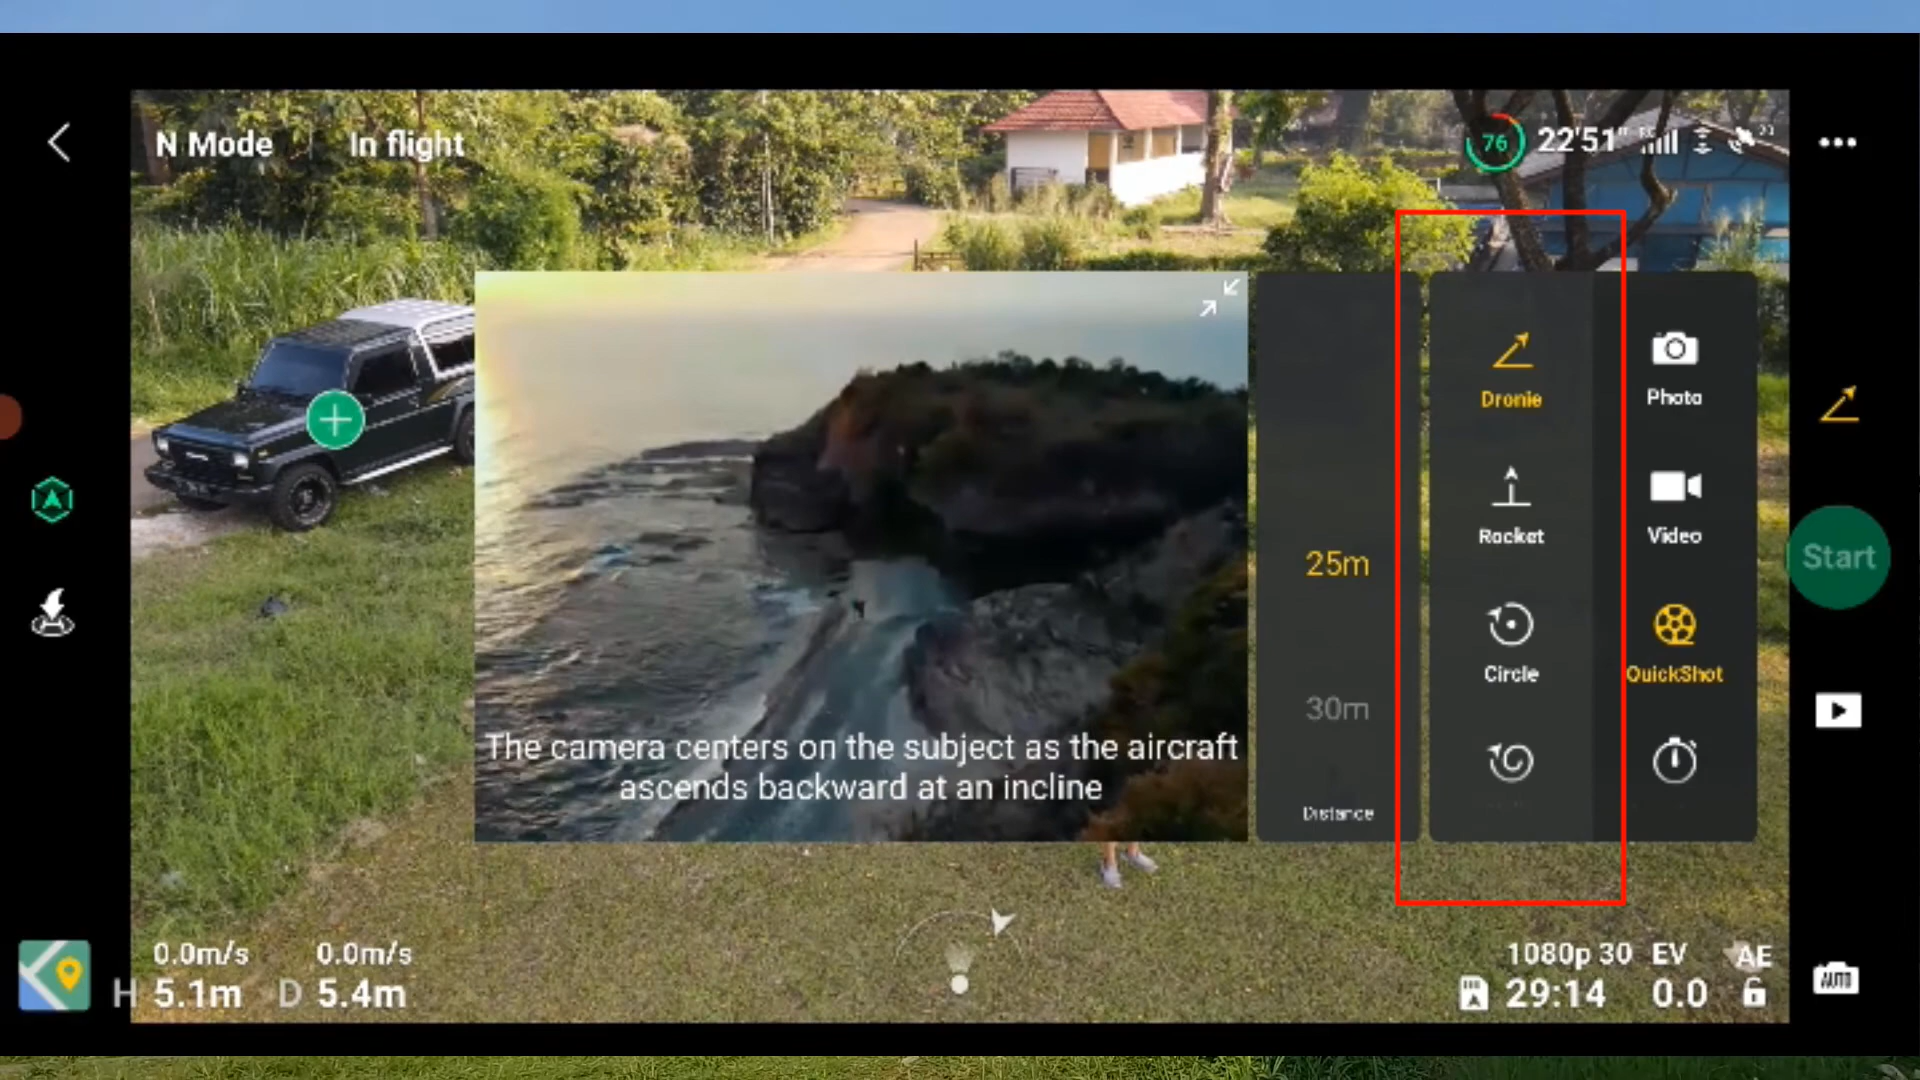 N Mode
In flight
76
22'51"
Dronie
Photo
Rocket
Video
25m
Start
Circle
QuickShot
30m
The camera centers on the subject as the aircraft
ascends backward at an incline
Distance
0.0m/s
0.0m/s
H 5.1m
D 5.4m
1080p 30
EV
AE
29:14
0.0
AUTO